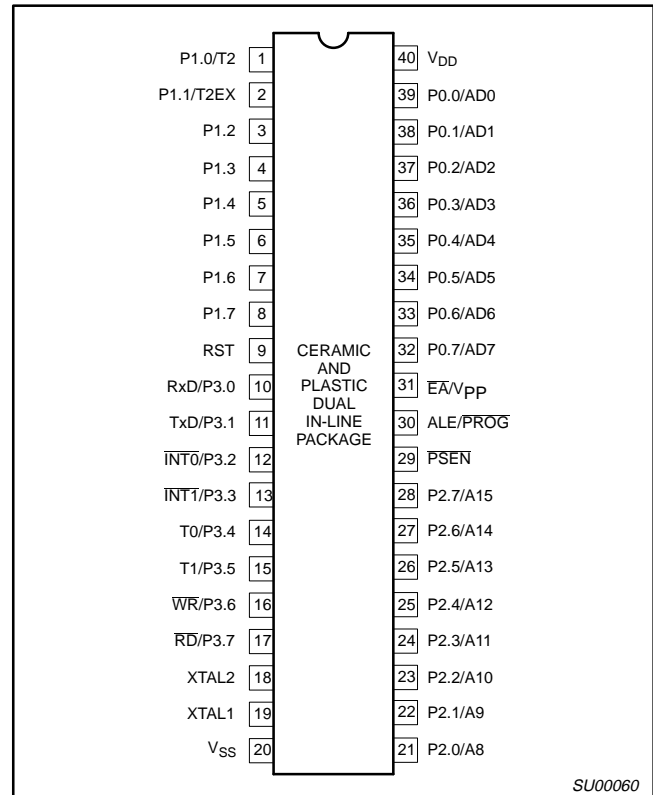 P1.0/T2 1
P1.1/T2EX 2
P1.2 3
P1.3 4
P1.4 5
P1.5 6
P1.6 7
P1.7 8
RST 9
RxD/P3.0 10
TxD/P3.1 11
I̅N̅T̅0̅/P3.2 12
I̅N̅T̅1̅/P3.3 13
T0/P3.4 14
T1/P3.5 15
W̅R̅/P3.6 16
R̅D̅/P3.7 17
XTAL2 18
XTAL1 19
VSS 20
CERAMIC
AND
PLASTIC
DUAL
IN-LINE
PACKAGE
40 VDD
39 P0.0/AD0
38 P0.1/AD1
37 P0.2/AD2
36 P0.3/AD3
35 P0.4/AD4
34 P0.5/AD5
33 P0.6/AD6
32 P0.7/AD7
31 E̅A̅/VPP
30 ALE/P̅R̅O̅G̅
29 P̅S̅E̅N̅
28 P2.7/A15
27 P2.6/A14
26 P2.5/A13
25 P2.4/A12
24 P2.3/A11
23 P2.2/A10
22 P2.1/A9
21 P2.0/A8
SU00060